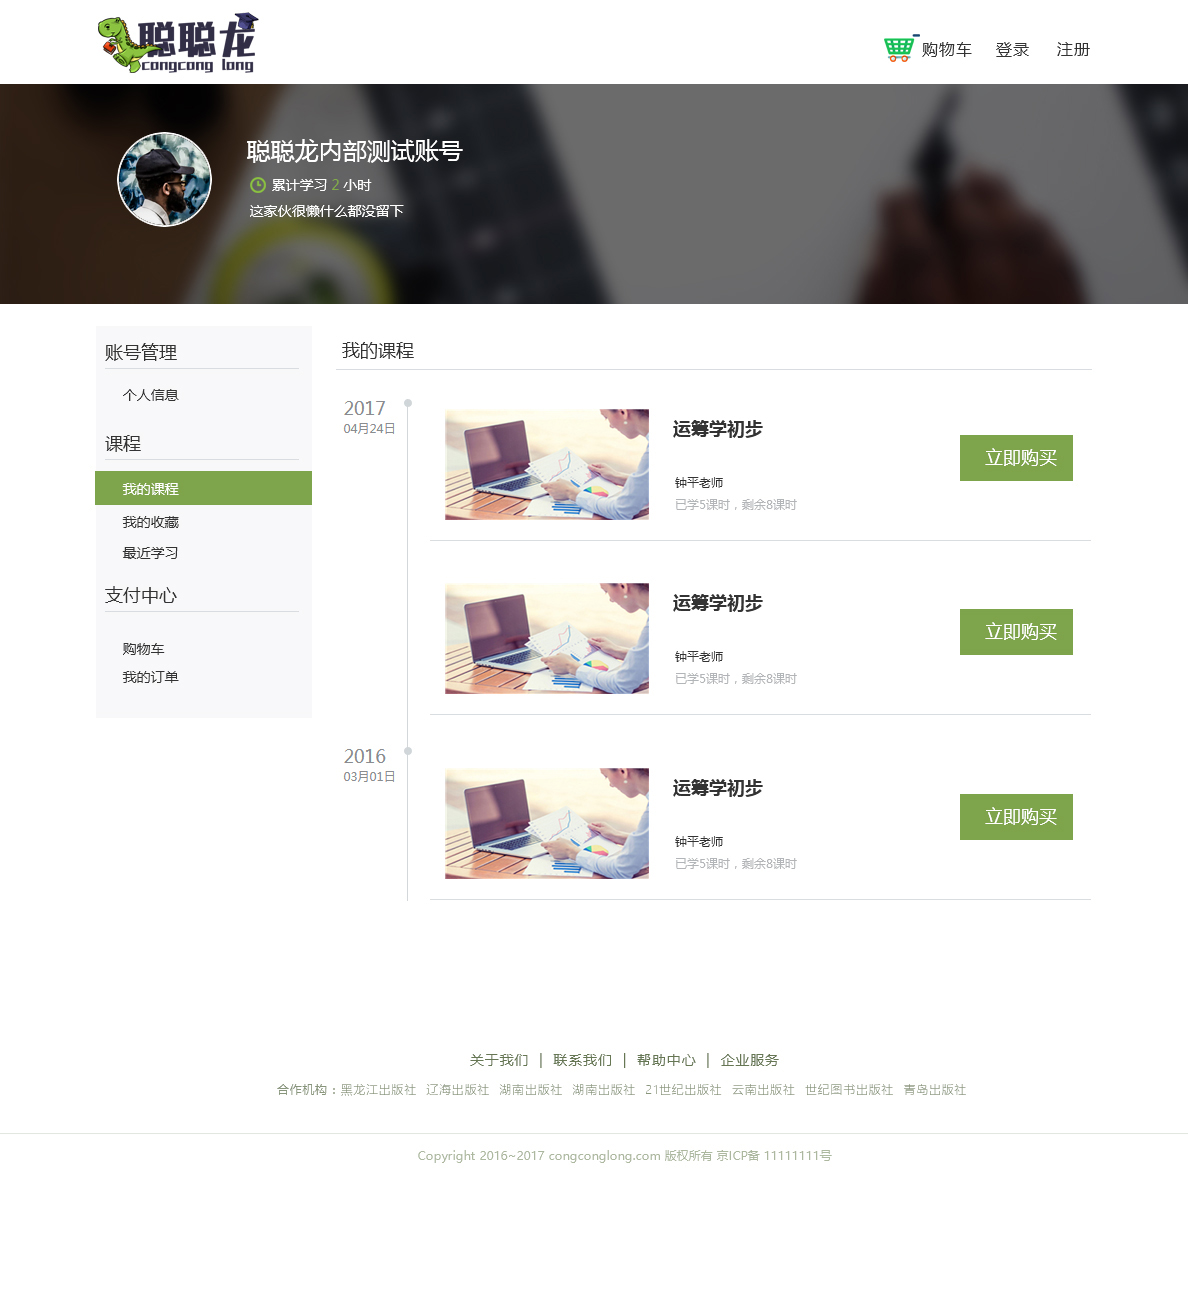 聪聪龙
congcong long
购物车 登录 注册
聪聪龙内部测试账号
累计学习 2 小时
这家伙很懒什么都没留下
账号管理
个人信息
课程
我的课程
我的收藏
最近学习
支付中心
购物车
我的订单
我的课程
2017
04月24日
运筹学初步
钟平老师
已学5课时，剩余8课时
立即购买
运筹学初步
钟平老师
已学5课时，剩余8课时
立即购买
2016
03月01日
运筹学初步
钟平老师
已学5课时，剩余8课时
立即购买
关于我们 | 联系我们 | 帮助中心 | 企业服务
合作机构：黑龙江出版社 辽海出版社 湖南出版社 湖南出版社 21世纪出版社 云南出版社 世纪图书出版社 青岛出版社
Copyright 2016~2017 congconglong.com 版权所有 京ICP备 11111111号